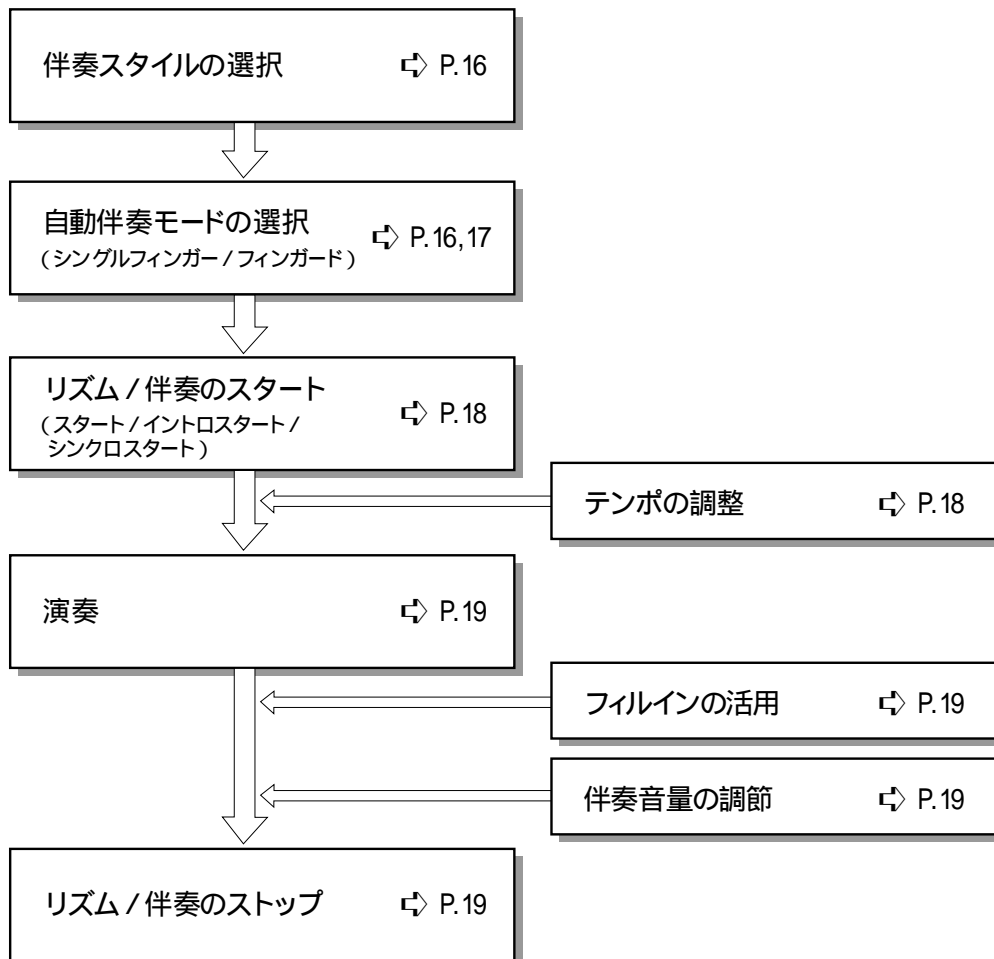 伴奏スタイルの選択 ➪ P.16
自動伴奏モードの選択 ➪ P.16,17
(シングルフィンガー / フィンガード)
リズム / 伴奏のスタート ➪ P.18
(スタート / イントロスタート /
シンクロスタート)
テンポの調整 ➪ P.18
演奏 ➪ P.19
フィルインの活用 ➪ P.19
伴奏音量の調節 ➪ P.19
リズム / 伴奏のストップ ➪ P.19